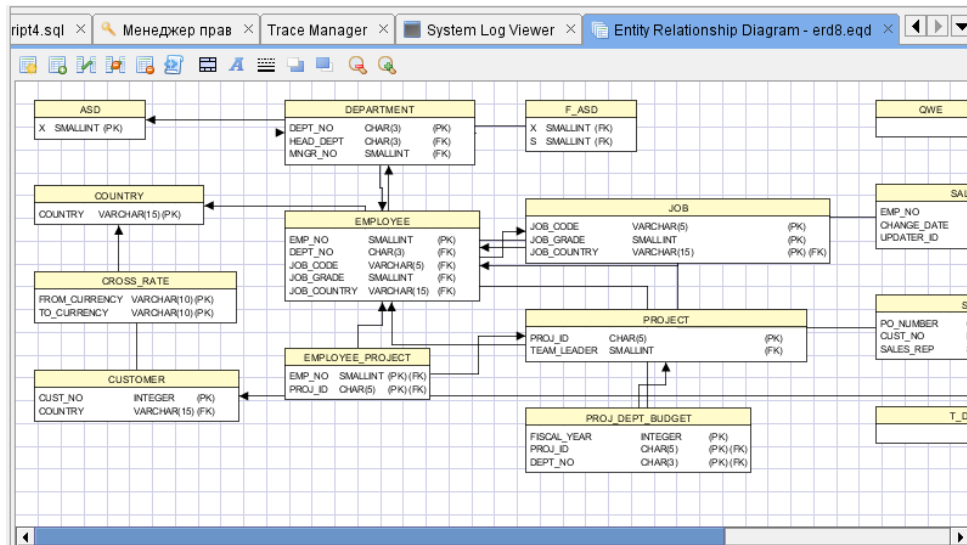 ript4.sql × Менеджер прав × Trace Manager × System Log Viewer × Entity Relationship Diagram - erd8.eqd ×
ASD
X SMALLINT (PK)
DEPARTMENT
DEPT_NO CHAR(3) (PK)
HEAD_DEPT CHAR(3) (FK)
MNGR_NO SMALLINT (FK)
F_ASD
X SMALLINT (FK)
S SMALLINT (FK)
QWE
COUNTRY
COUNTRY VARCHAR(15) (PK)
EMPLOYEE
EMP_NO SMALLINT (PK)
DEPT_NO CHAR(3) (FK)
JOB_CODE VARCHAR(5) (FK)
JOB_GRADE SMALLINT (FK)
JOB_COUNTRY VARCHAR(15) (FK)
JOB
JOB_CODE VARCHAR(5) (PK)
JOB_GRADE SMALLINT (PK)
JOB_COUNTRY VARCHAR(15) (PK) (FK)
SAL
EMP_NO
CHANGE_DATE
UPDATER_ID
CROSS_RATE
FROM_CURRENCY VARCHAR(10) (PK)
TO_CURRENCY VARCHAR(10) (PK)
PROJECT
PROJ_ID CHAR(5) (PK)
TEAM_LEADER SMALLINT (FK)
S
PO_NUMBER
CUST_NO
SALES_REP
CUSTOMER
CUST_NO INTEGER (PK)
COUNTRY VARCHAR(15) (FK)
EMPLOYEE_PROJECT
EMP_NO SMALLINT (PK) (FK)
PROJ_ID CHAR(5) (PK) (FK)
PROJ_DEPT_BUDGET
FISCAL_YEAR INTEGER (PK)
PROJ_ID CHAR(5) (PK) (FK)
DEPT_NO CHAR(3) (PK) (FK)
T_D